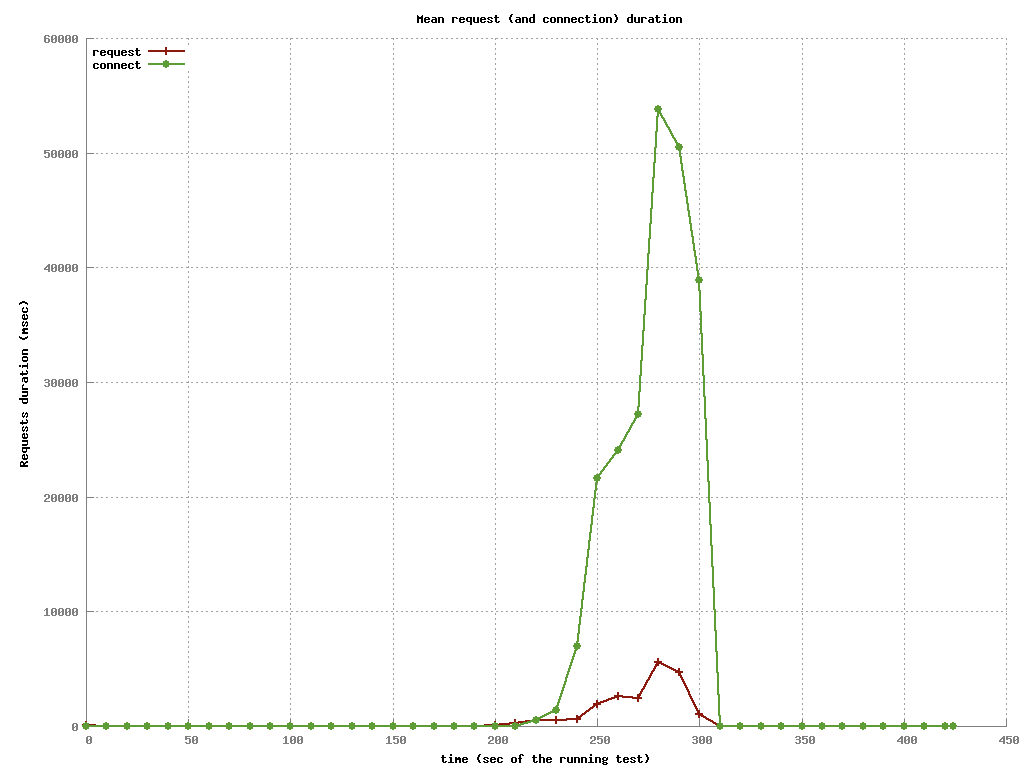 Mean request (and connection) duration
60000
request
connect
50000
40000
30000
20000
10000
0
Requests duration (msec)
0 50 100 150 200 250 300 350 400 450
time (sec of the running test)